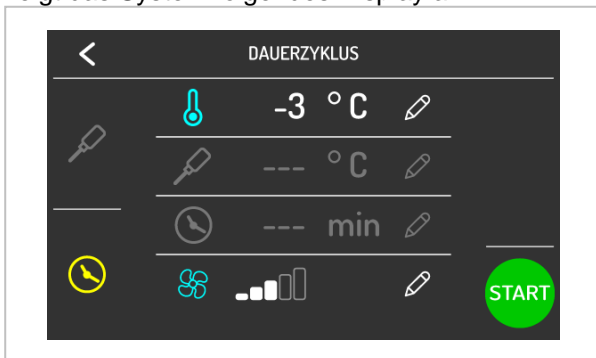 DAUERZYKLUS
-3 °C
--- °C
--- min
START